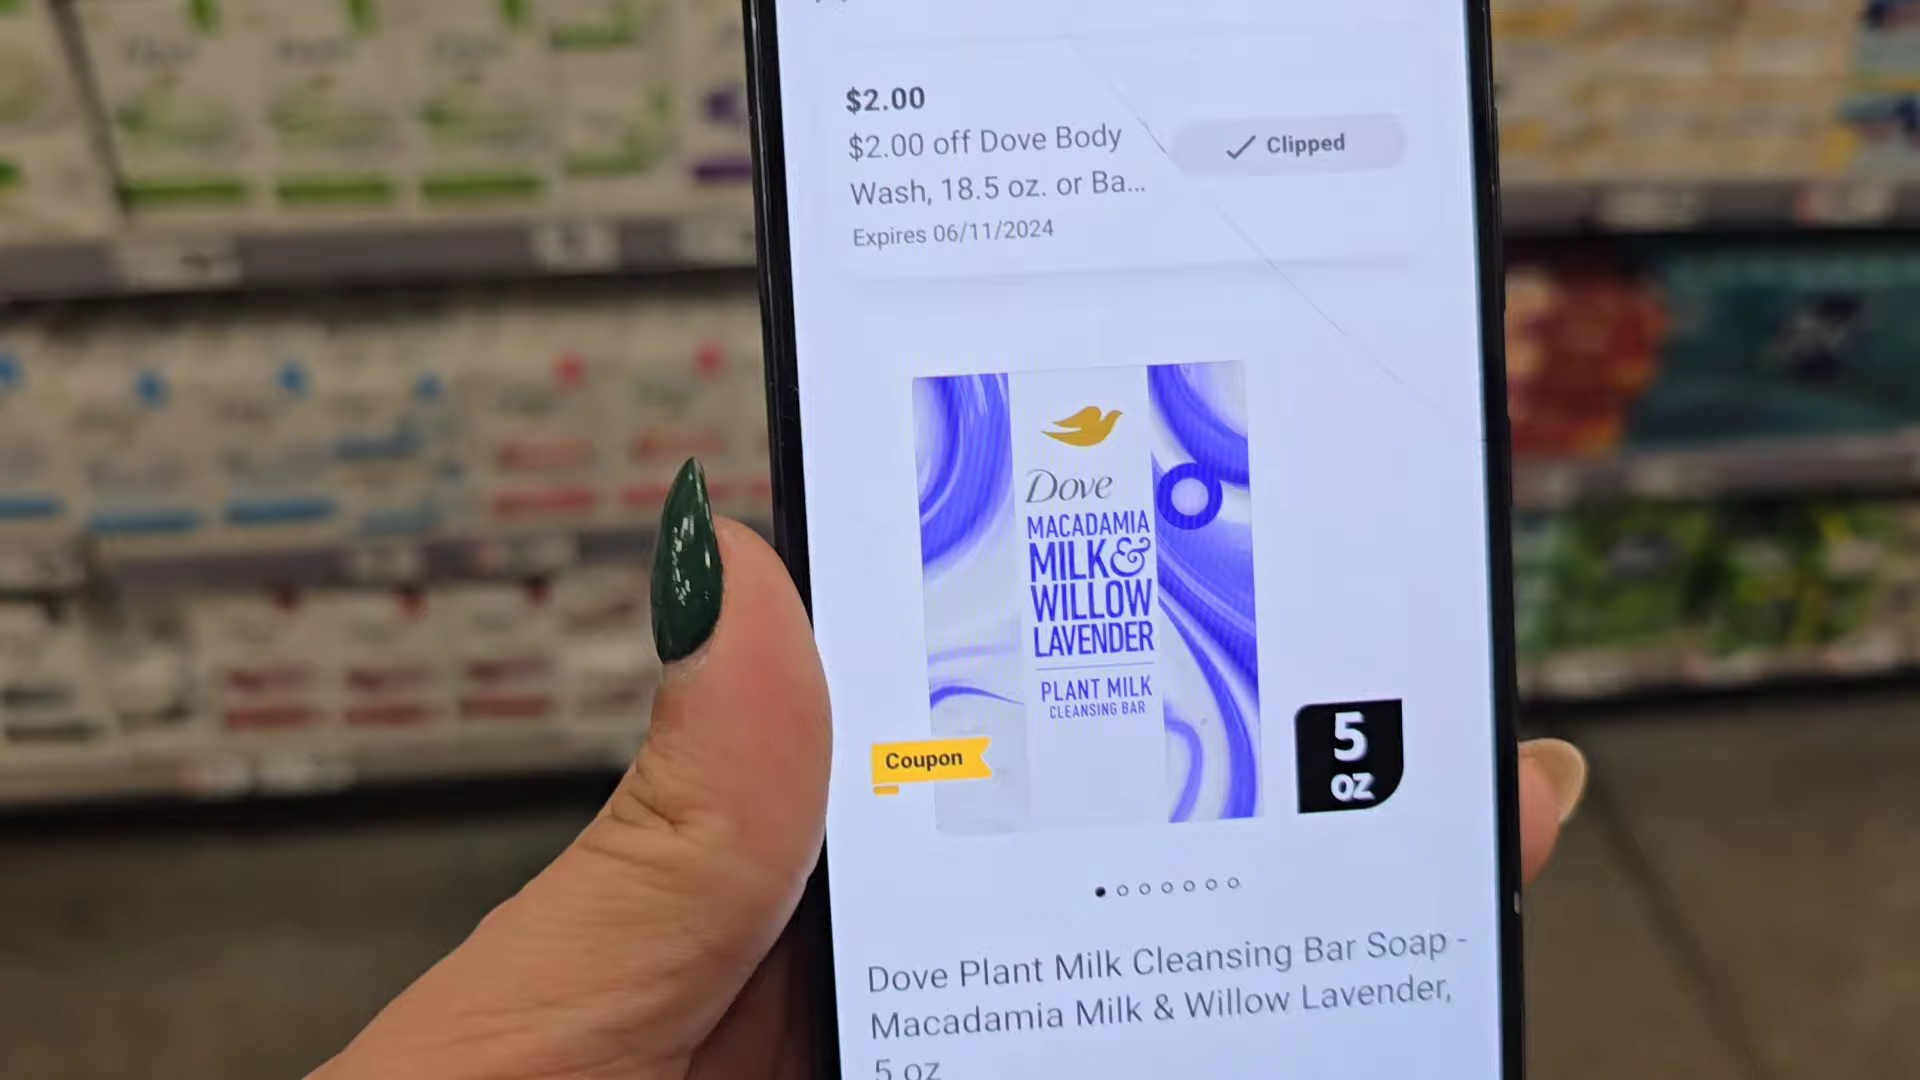 $2.00
$2.00 off Dove Body
Wash, 18.5 oz. or Ba...
Expires 06/11/2024
Clipped
Dove
MACADAMIA
MILK&
WILLOW
LAVENDER
PLANT MILK
CLEANSING BAR
Coupon
5
OZ
Dove Plant Milk Cleansing Bar Soap -
Macadamia Milk & Willow Lavender,
5 oz